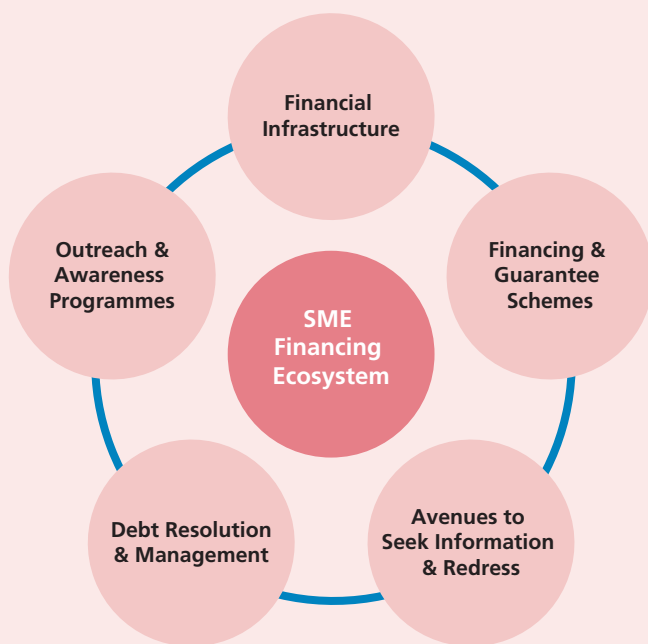 Financial
Infrastructure
Outreach &
Awareness
Programmes
Financing &
Guarantee
Schemes
SME
Financing
Ecosystem
Debt Resolution
& Management
Avenues to
Seek Information
& Redress